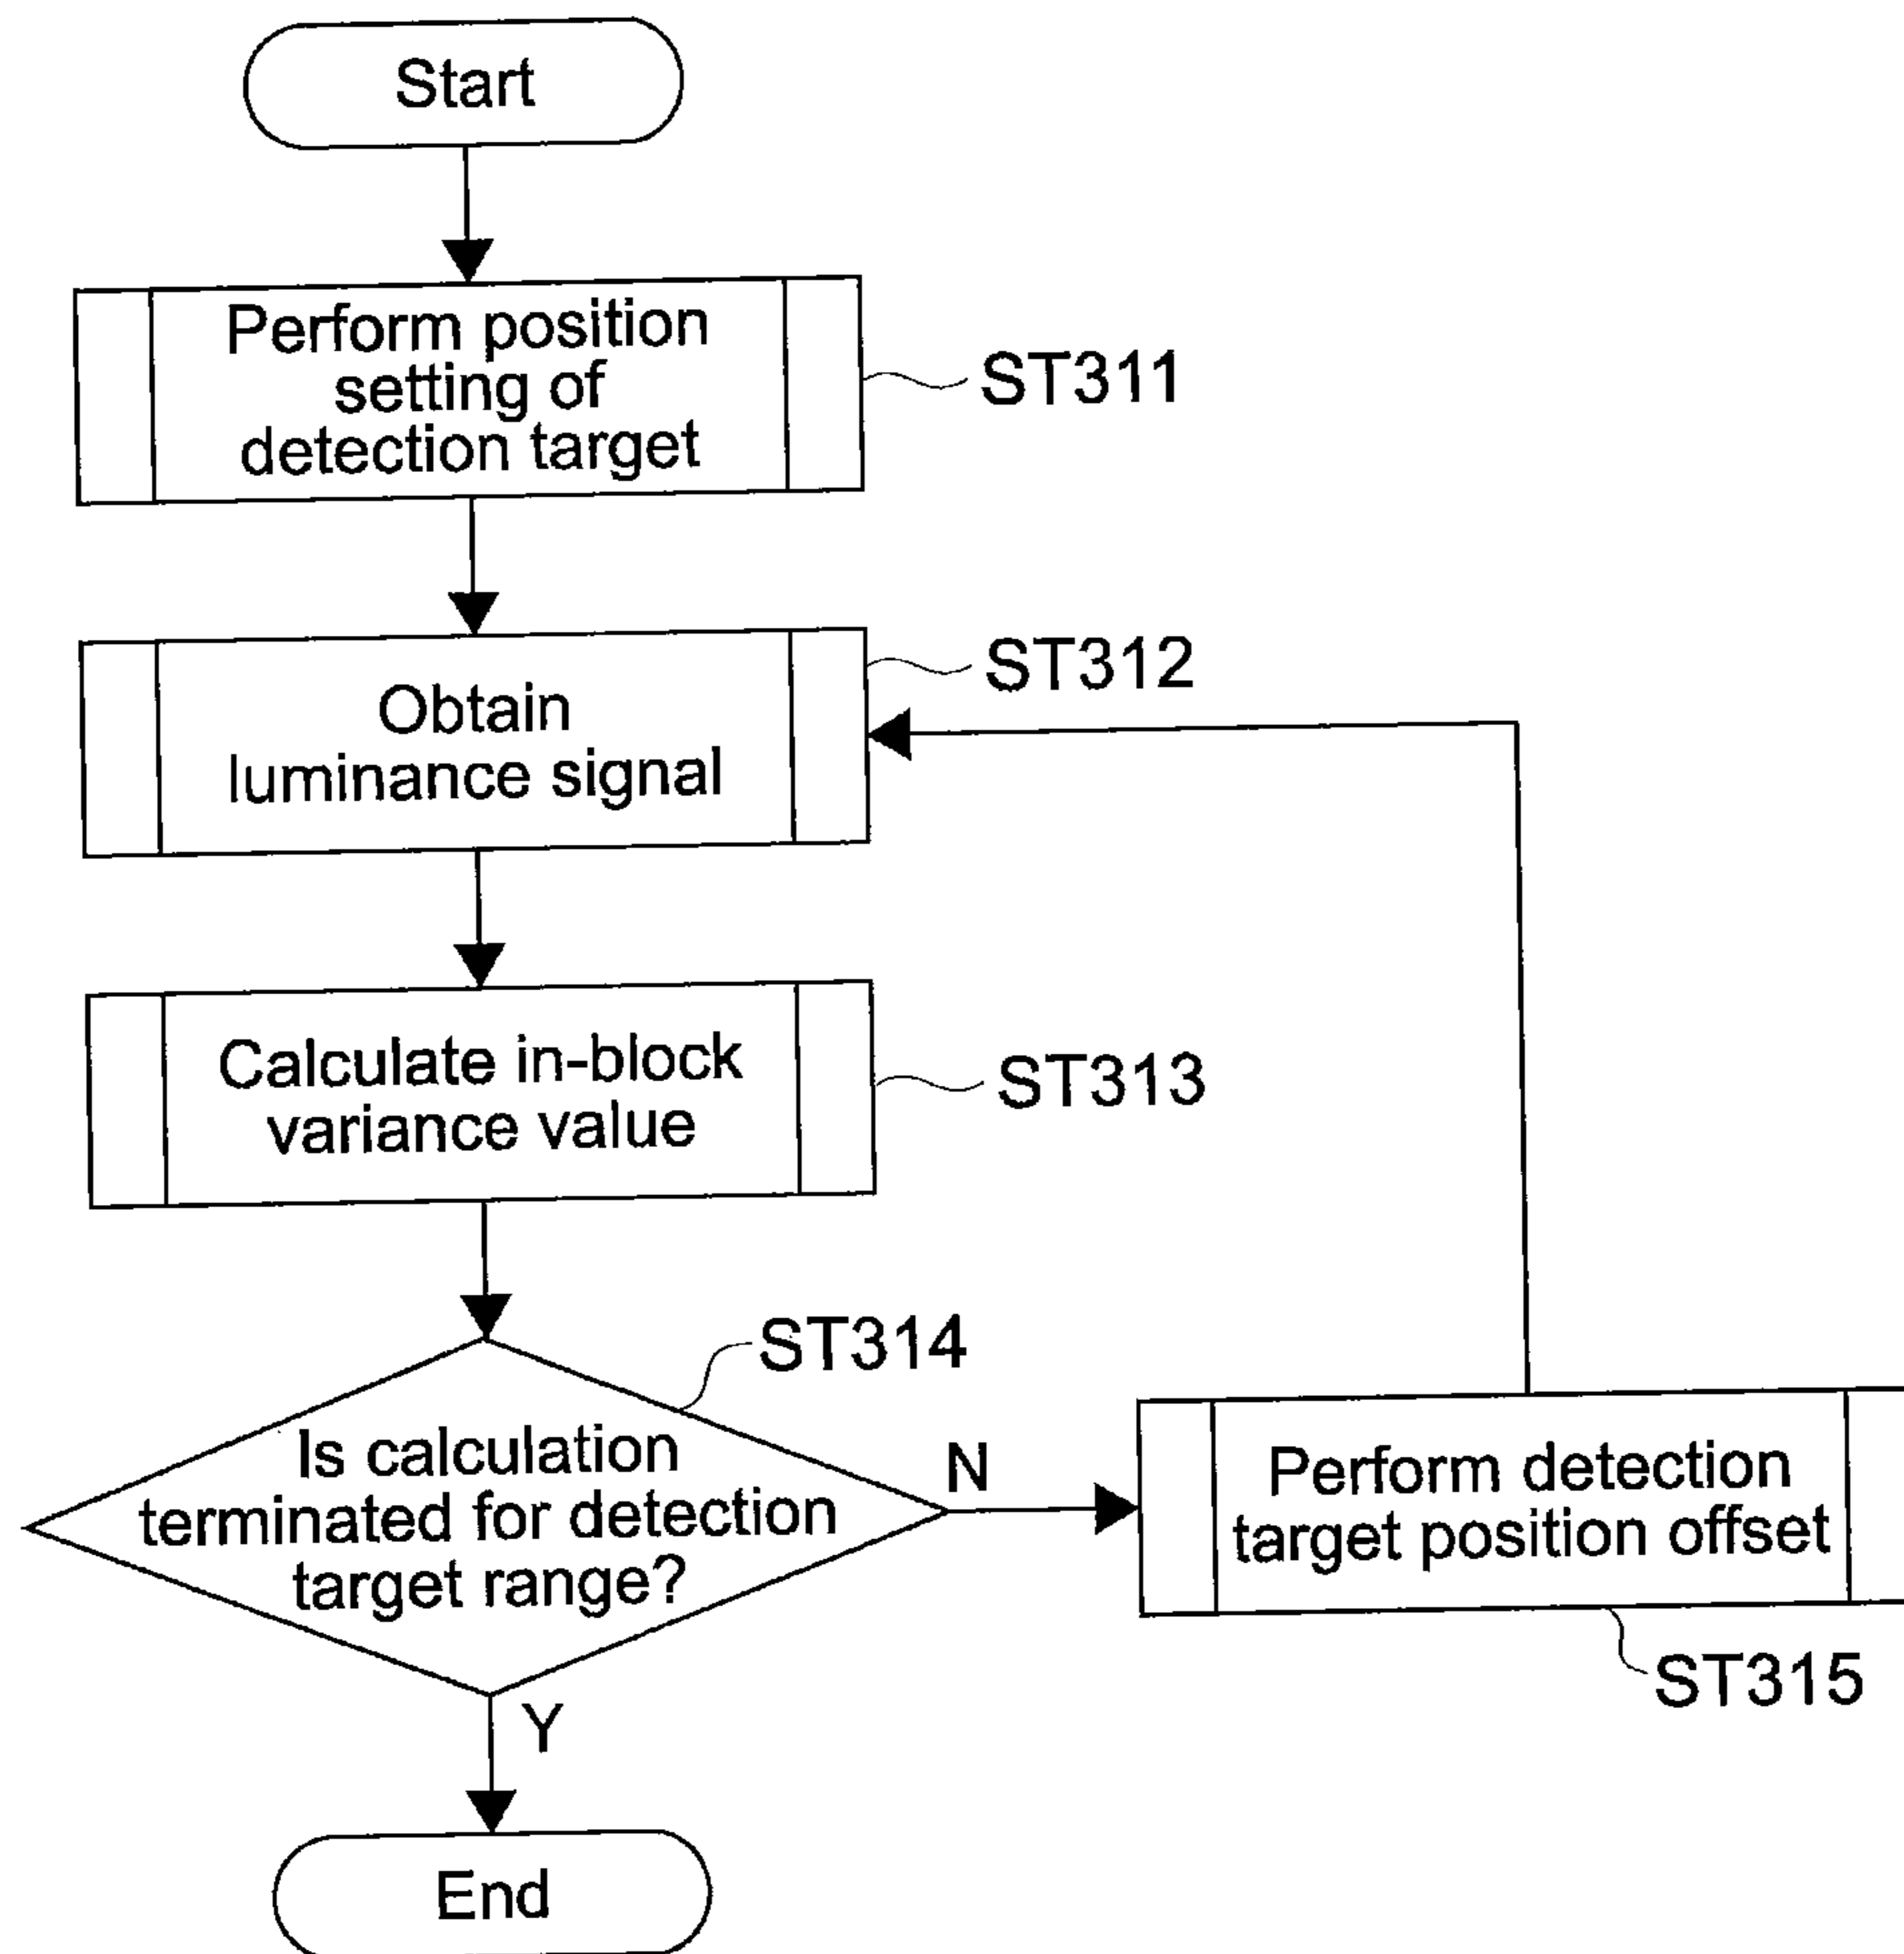 Start
Perform position
setting of
detection target
ST311
Obtain
luminance signal
ST312
Calculate in-block
variance value
ST313
Is calculation
terminated for detection
target range?
ST314
N
Perform detection
target position offset
ST315
Y
End